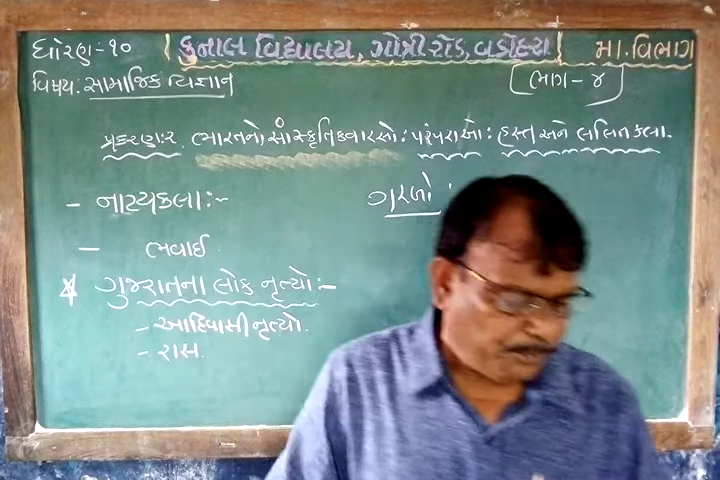 ધોરણ-૧૦ કુનાલ વિદ્યાલય, ગોત્રી રોડ, વડોદરા મા. વિભાગ
વિષય: સામાજિક વિજ્ઞાન (ભાગ-૪)
પ્રકરણ:૨ ભારતનો સાંસ્કૃતિક વારસો: પરંપરાઓ: હસ્ત અને લલિતકલા.
- નાટ્યકલા:- ગરબો:
- ભવાઈ.
* ગુજરાતના લોક નૃત્યો:-
- આદિવાસી નૃત્યો.
- રાસ.